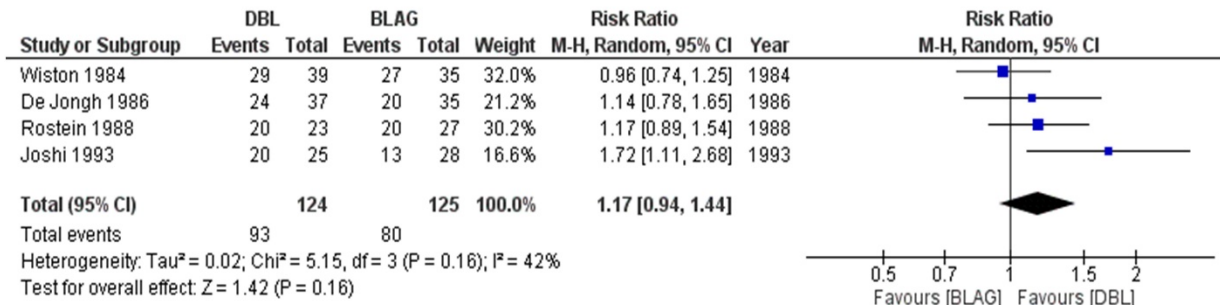 DBL BLAG Risk Ratio Risk Ratio
Study or Subgroup Events Total Events Total Weight M-H, Random, 95% CI Year M-H, Random, 95% CI
Wiston 1984 29 39 27 35 32.0% 0.96 [0.74, 1.25] 1984
De Jongh 1986 24 37 20 35 21.2% 1.14 [0.78, 1.65] 1986
Rostein 1988 20 23 20 27 30.2% 1.17 [0.89, 1.54] 1988
Joshi 1993 20 25 13 28 16.6% 1.72 [1.11, 2.68] 1993
Total (95% CI) 124 125 100.0% 1.17 [0.94, 1.44]
Total events 93 80
Heterogeneity: Tau² = 0.02; Chi² = 5.15, df = 3 (P = 0.16); I² = 42%
Test for overall effect: Z = 1.42 (P = 0.16)
0.5 0.7 1 1.5 2
Favours [BLAG] Favours [DBL]